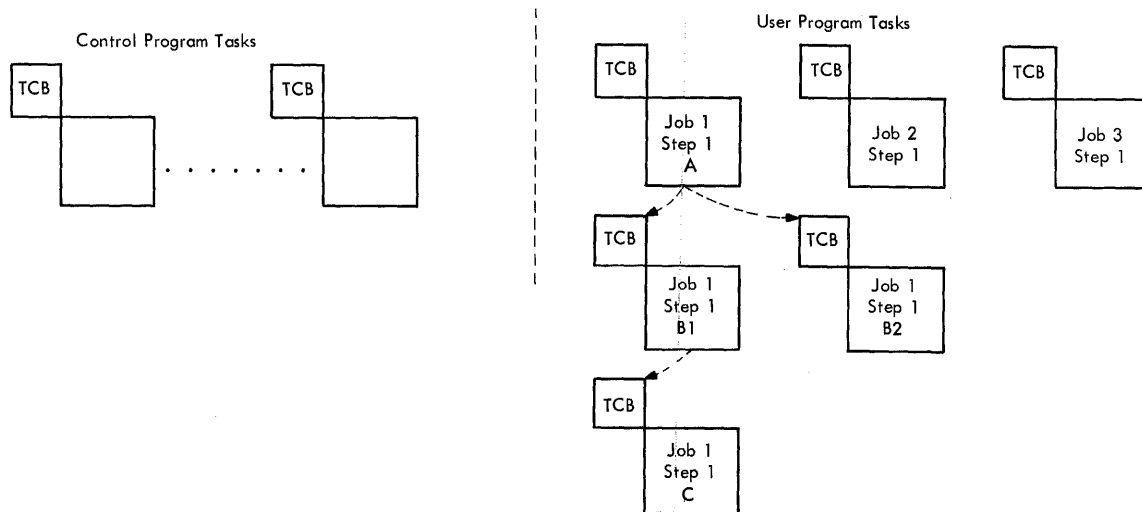 Control Program Tasks
TCB
TCB
User Program Tasks
TCB
Job 1
Step 1
A
TCB
Job 2
Step 1
TCB
Job 3
Step 1
TCB
Job 1
Step 1
B1
TCB
Job 1
Step 1
B2
TCB
Job 1
Step 1
C